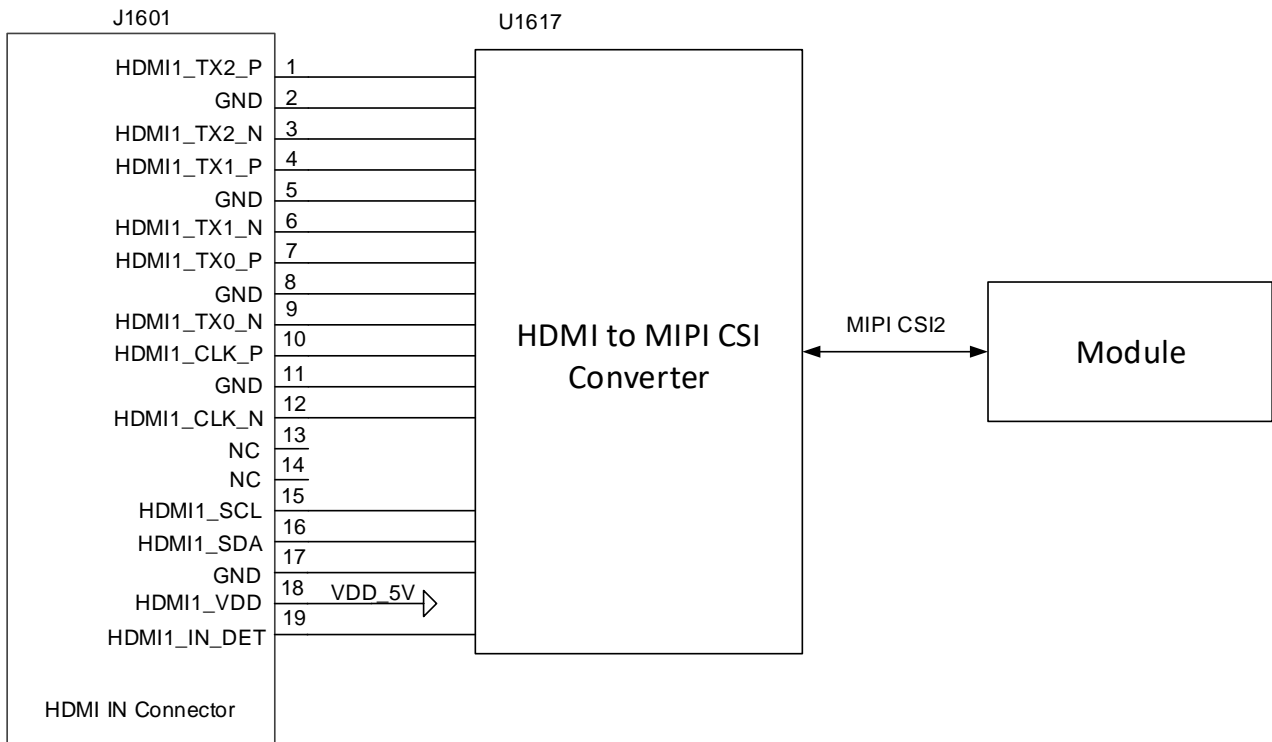 J1601
U1617
HDMI1_TX2_P 1
GND 2
HDMI1_TX2_N 3
HDMI1_TX1_P 4
GND 5
HDMI1_TX1_N 6
HDMI1_TX0_P 7
GND 8
HDMI1_TX0_N 9
HDMI1_CLK_P 10
GND 11
HDMI1_CLK_N 12
NC 13
NC 14
HDMI1_SCL 15
HDMI1_SDA 16
GND 17
HDMI1_VDD 18 VDD_5V
HDMI1_IN_DET 19
HDMI IN Connector
HDMI to MIPI CSI
Converter
MIPI CSI2
Module